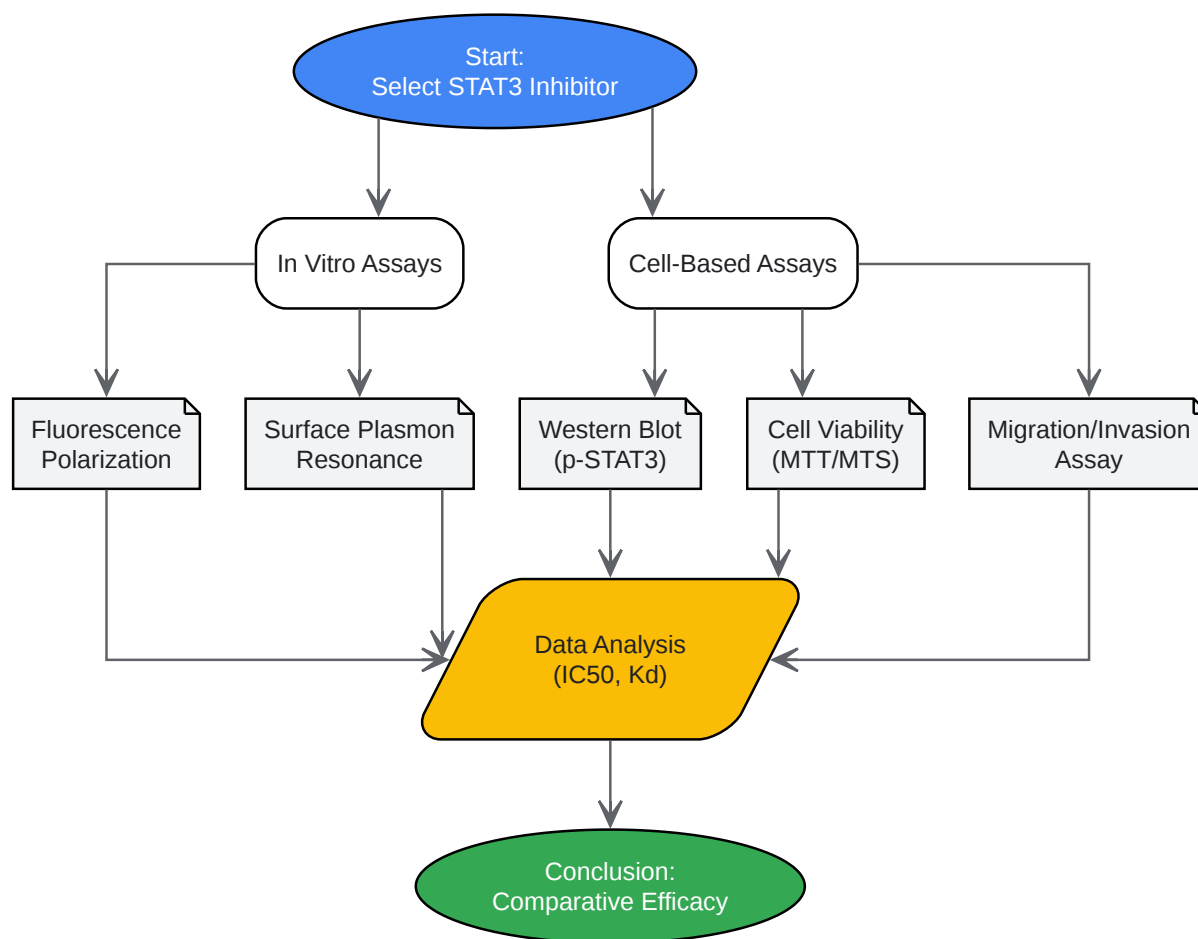 Start:
Select STAT3 Inhibitor
In Vitro Assays
Cell-Based Assays
Fluorescence
Polarization
Surface Plasmon
Resonance
Western Blot
(p-STAT3)
Cell Viability
(MTT/MTS)
Migration/Invasion
Assay
Data Analysis
(IC50, Kd)
Conclusion:
Comparative Efficacy